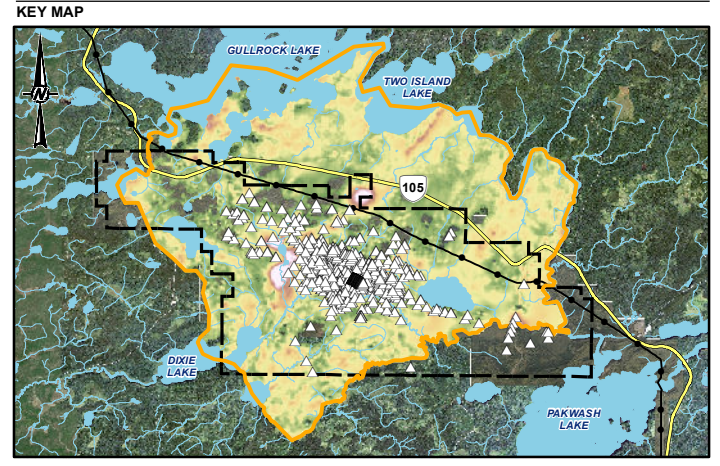 KEY MAP
GULLROCK LAKE
TWO ISLAND
LAKE
N
105
DIXIE
LAKE
PAKWASH
LAKE